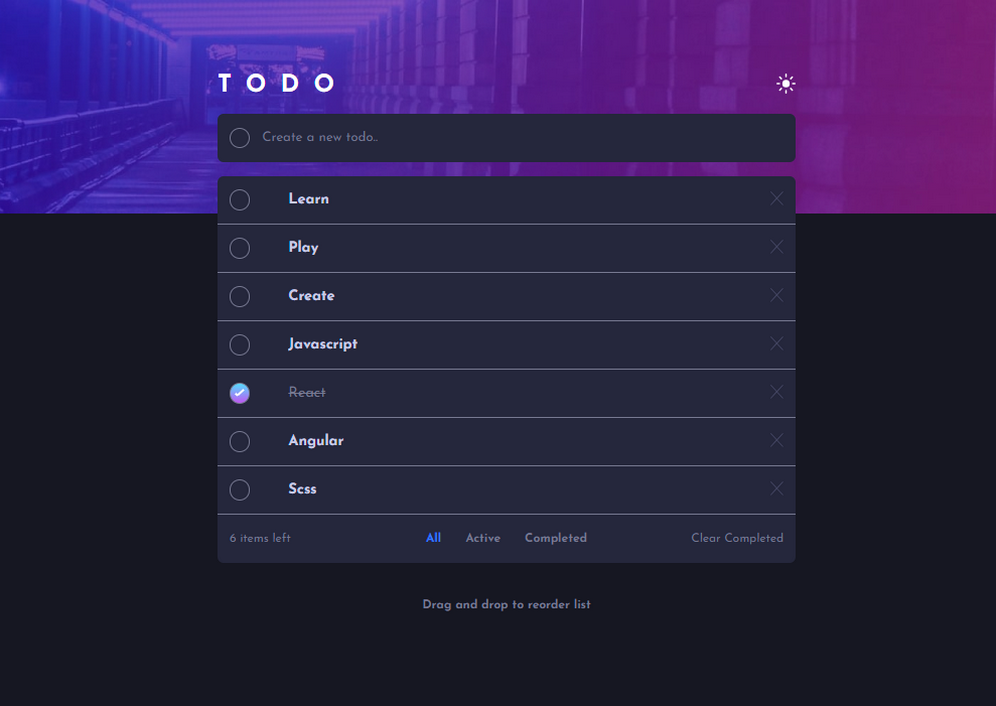 TODO
Create a new todo..
Learn
Play
Create
Javascript
React
Angular
Scss
6 items left All Active Completed Clear Completed
Drag and drop to reorder list